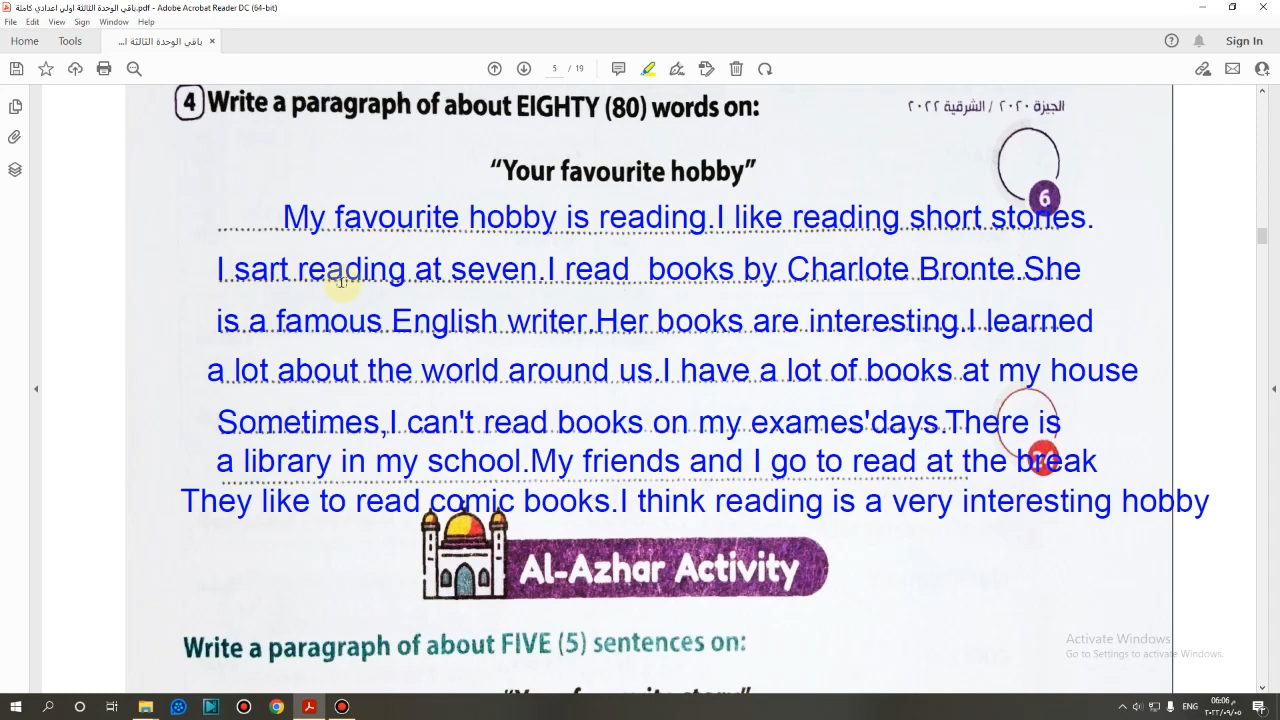 باقي الوحدة الثالثة اولي اعدادي كاملة.pdf - Adobe Acrobat Reader DC (64-bit)
File Edit View Sign Window Help
Home Tools باقي الوحدة الثالثة ا... × Sign In
5 / 19
4 Write a paragraph of about EIGHTY (80) words on: الجيزة ٢٠٢٠ / الشرقية ٢٠٢٢
“Your favourite hobby”
6
My favourite hobby is reading.I like reading short stories.
I sart reading at seven.I read books by Charlote Bronte.She
is a famous English writer.Her books are interesting.I learned
a lot about the world around us.I have a lot of books at my house
Sometimes,I can't read books on my exames'days.There is
a library in my school.My friends and I go to read at the break
They like to read comic books.I think reading is a very interesting hobby
Al-Azhar Activity
Write a paragraph of about FIVE (5) sentences on:
Activate Windows
Go to Settings to activate Windows.
ENG
06:06 م
٢٠٢٢/٠٩/٠٥